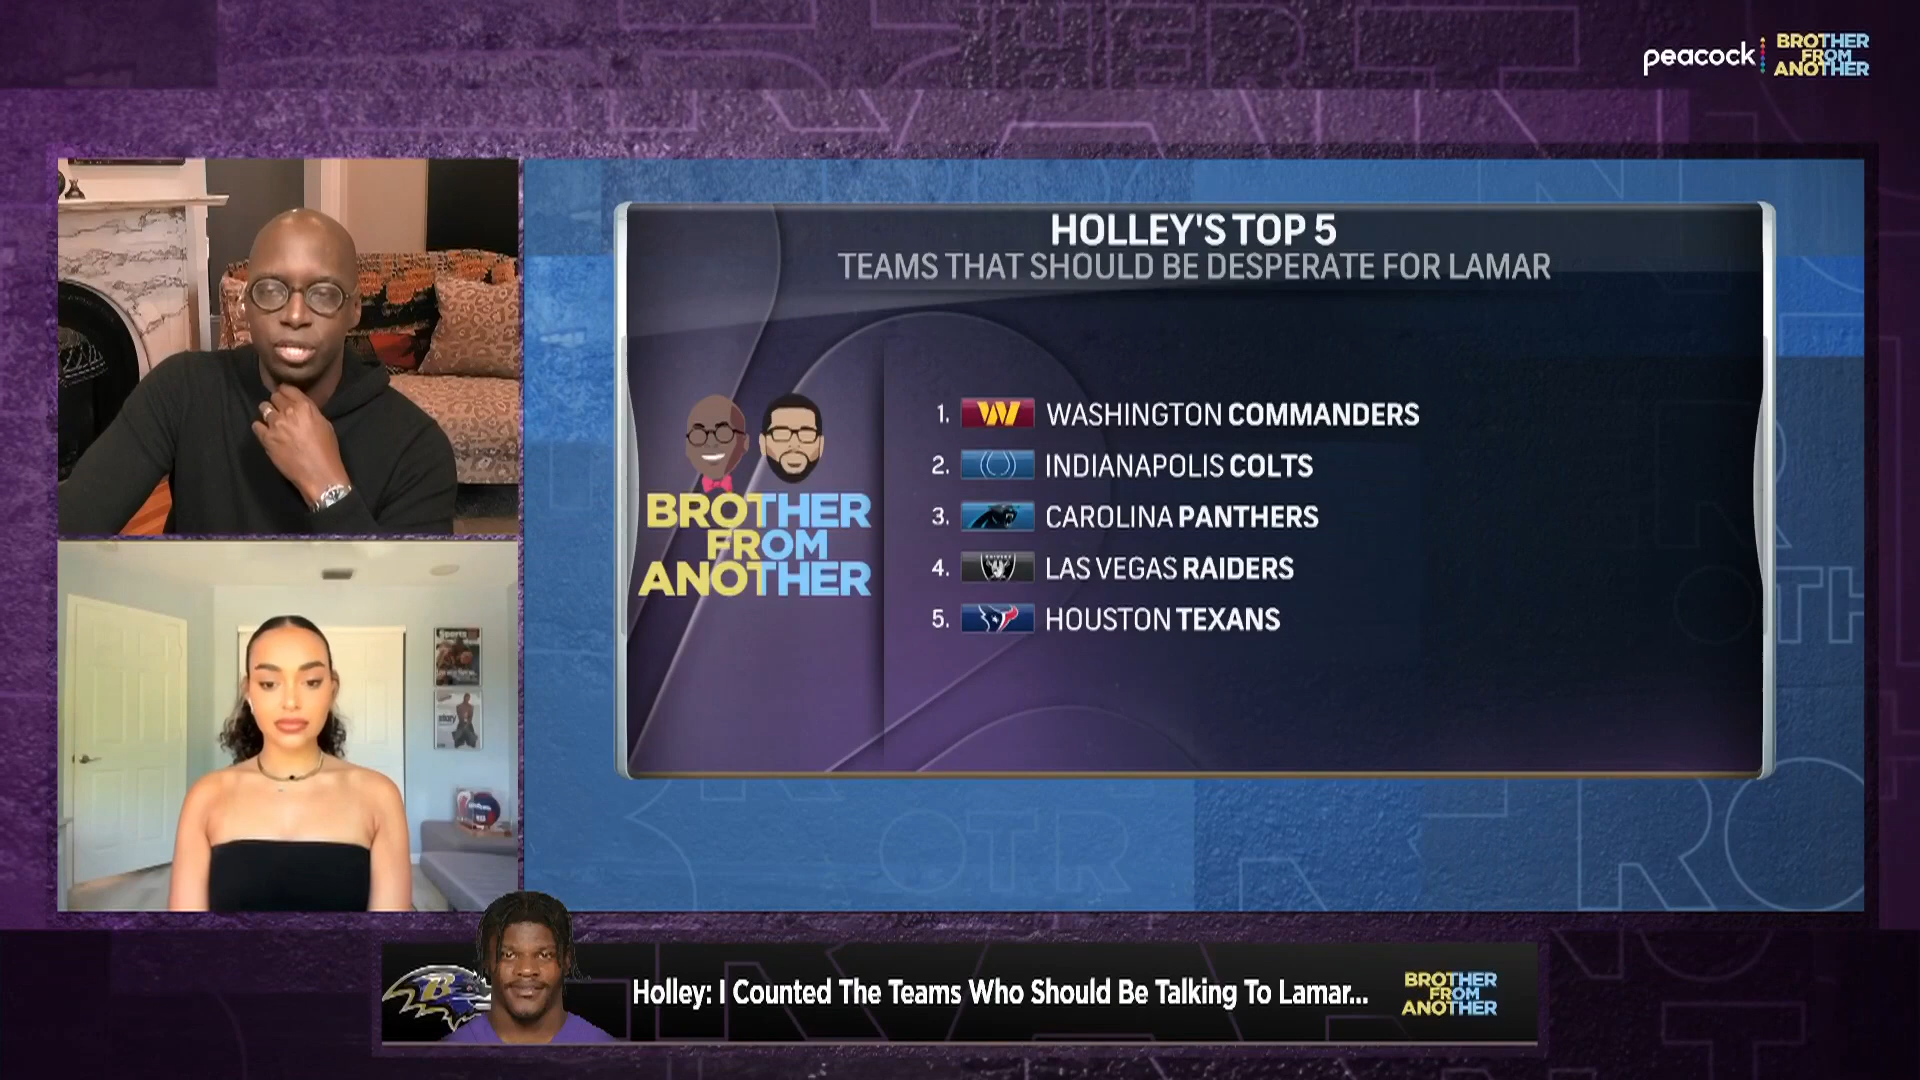 peacock
BROTHER
FROM
ANOTHER
HOLLEY'S TOP 5
TEAMS THAT SHOULD BE DESPERATE FOR LAMAR
1. WASHINGTON COMMANDERS
2. INDIANAPOLIS COLTS
3. CAROLINA PANTHERS
4. LAS VEGAS RAIDERS
5. HOUSTON TEXANS
BROTHER
FROM
ANOTHER
Sports
story
Holley: I Counted The Teams Who Should Be Talking To Lamar...
BROTHER
FROM
ANOTHER